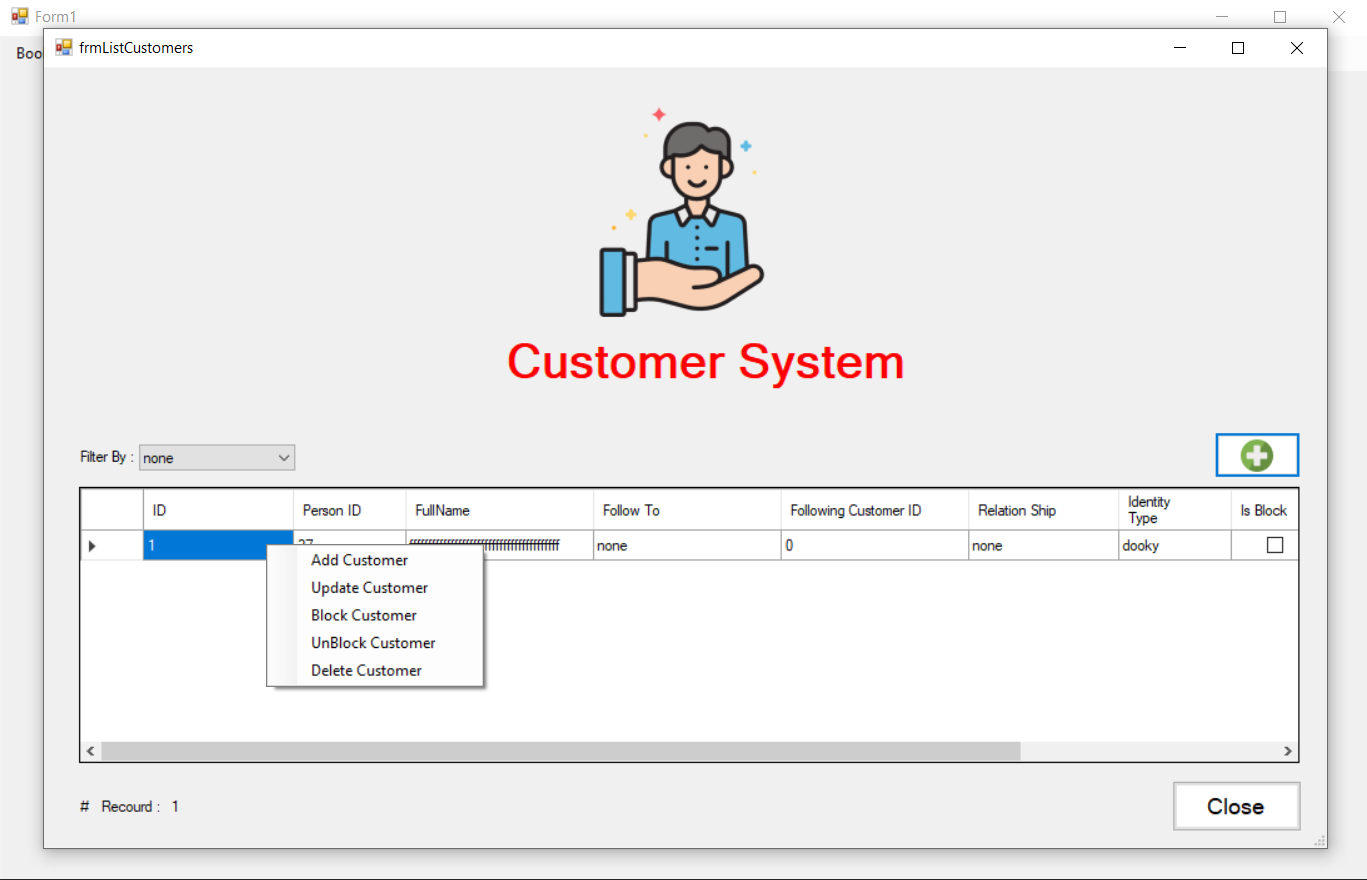 Form1
Boo
frmListCustomers
Customer System
Filter By : none
ID Person ID FullName Follow To Following Customer ID Relation Ship Identity Type Is Block
1 none 0 none dooky
Add Customer
Update Customer
Block Customer
UnBlock Customer
Delete Customer
# Recourd : 1
Close